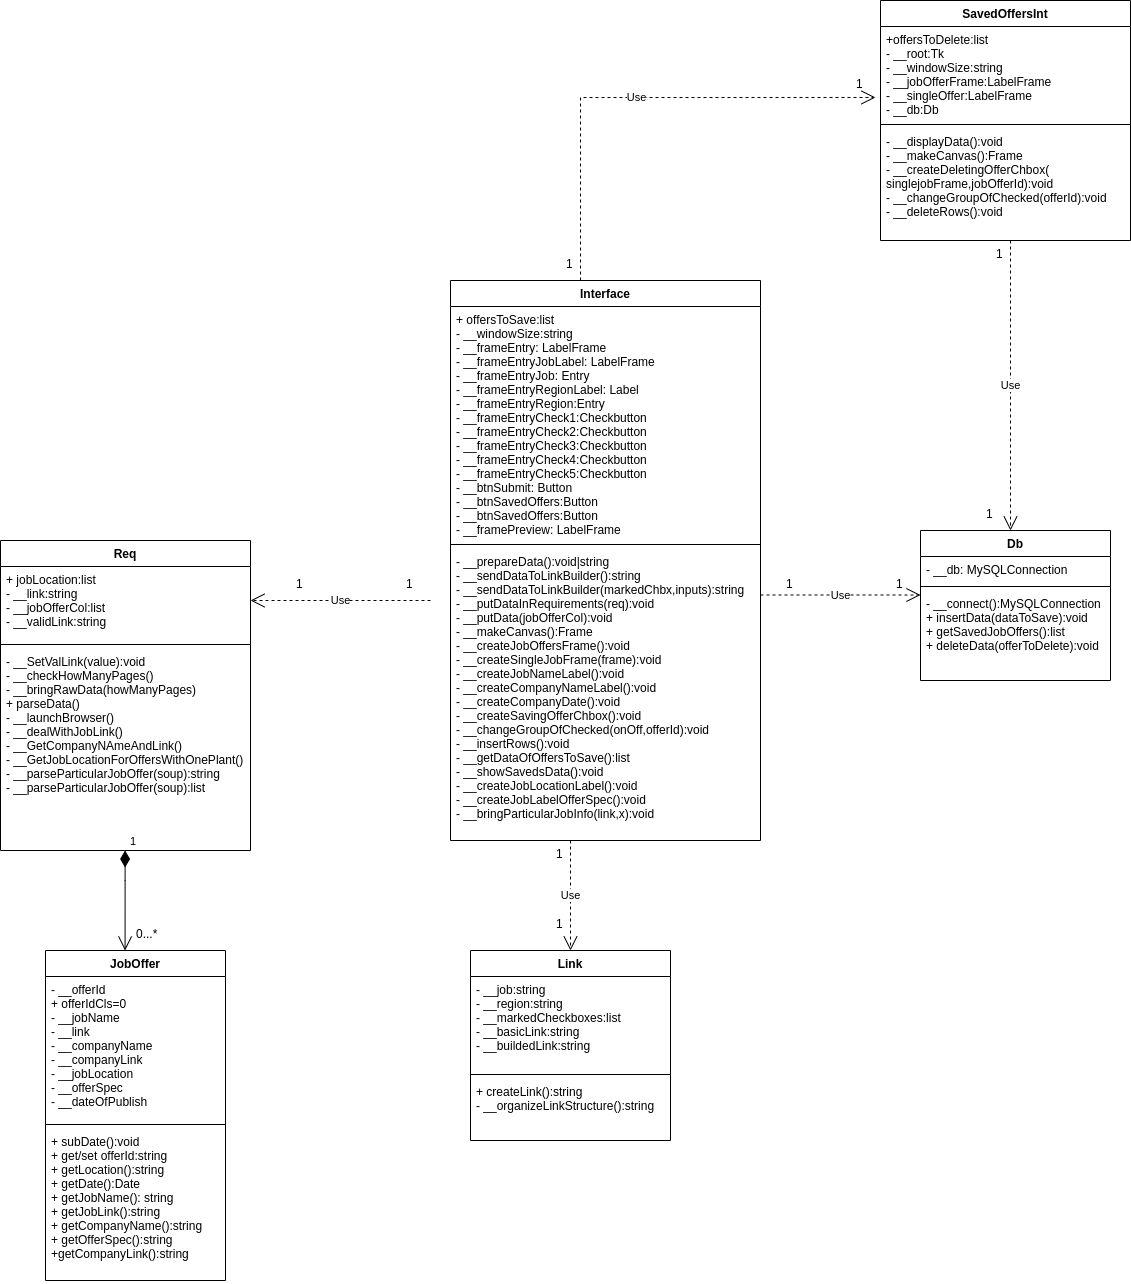 SavedOffersInt
+offersToDelete:list
- __root:Tk
- __windowSize:string
- __jobOfferFrame:LabelFrame
- __singleOffer:LabelFrame
- __db:Db
- __displayData():void
- __makeCanvas():Frame
- __createDeletingOfferChbox(
singlejobFrame,jobOfferId):void
- __changeGroupOfChecked(offerId):void
- __deleteRows():void
1
Use
1
1
Use
1
Interface
+ offersToSave:list
- __windowSize:string
- __frameEntry: LabelFrame
- __frameEntryJobLabel: LabelFrame
- __frameEntryJob: Entry
- __frameEntryRegionLabel: Label
- __frameEntryRegion:Entry
- __frameEntryCheck1:Checkbutton
- __frameEntryCheck2:Checkbutton
- __frameEntryCheck3:Checkbutton
- __frameEntryCheck4:Checkbutton
- __frameEntryCheck5:Checkbutton
- __btnSubmit: Button
- __btnSavedOffers:Button
- __btnSavedOffers:Button
- __framePreview: LabelFrame
- __prepareData():void|string
- __sendDataToLinkBuilder():string
- __sendDataToLinkBuilder(markedChbx,inputs):string
- __putDataInRequirements(req):void
- __putData(jobOfferCol):void
- __makeCanvas():Frame
- __createJobOffersFrame():void
- __createSingleJobFrame(frame):void
- __createJobNameLabel():void
- __createCompanyNameLabel():void
- __createCompanyDate():void
- __createSavingOfferChbox():void
- __changeGroupOfChecked(onOff,offerId):void
- __insertRows():void
- __getDataOfOffersToSave():list
- __showSavedsData():void
- __createJobLocationLabel():void
- __createJobLabelOfferSpec():void
- __bringParticularJobInfo(link,x):void
Db
- __db: MySQLConnection
- __connect():MySQLConnection
+ insertData(dataToSave):void
+ getSavedJobOffers():list
+ deleteData(offerToDelete):void
1
Use
1
1
Use
1
Req
+ jobLocation:list
- __link:string
- __jobOfferCol:list
- __validLink:string
- __SetValLink(value):void
- __checkHowManyPages()
- __bringRawData(howManyPages)
+ parseData()
- __launchBrowser()
- __dealWithJobLink()
- __GetCompanyNAmeAndLink()
- __GetJobLocationForOffersWithOnePlant()
- __parseParticularJobOffer(soup):string
- __parseParticularJobOffer(soup):list
1
0...*
1
Use
1
JobOffer
- __offerId
+ offerIdCls=0
- __jobName
- __link
- __companyName
- __companyLink
- __jobLocation
- __offerSpec
- __dateOfPublish
+ subDate():void
+ get/set offerId:string
+ getLocation():string
+ getDate():Date
+ getJobName(): string
+ getJobLink():string
+ getCompanyName():string
+ getOfferSpec():string
+getCompanyLink():string
Link
- __job:string
- __region:string
- __markedCheckboxes:list
- __basicLink:string
- __buildedLink:string
+ createLink():string
- __organizeLinkStructure():string